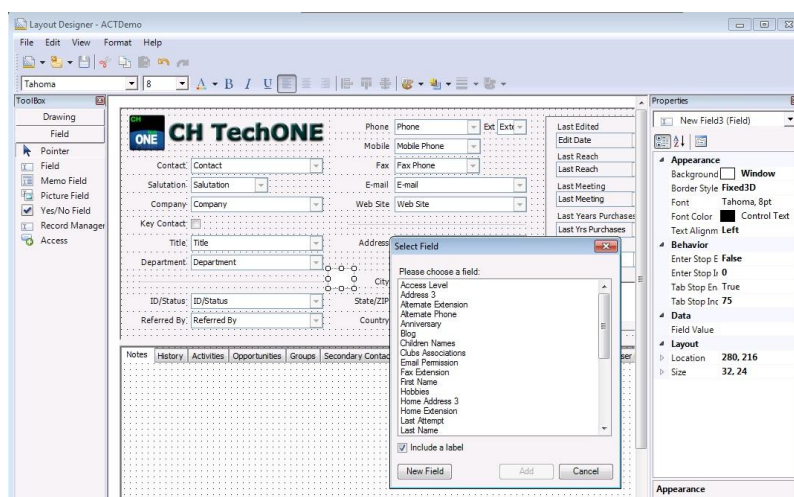 Layout Designer - ACTDemo
File Edit View Format Help
Tahoma 8 A B I U
ToolBox
Drawing
Field
Pointer
Field
Memo Field
Picture Field
Yes/No Field
Record Manager
Access
CH
ONE
CH TechONE
Contact Contact
Salutation Salutation
Company Company
Key Contact
Title Title
Department Department
ID/Status ID/Status
Referred By Referred By
Phone Phone Ext
Mobile Mobile Phone
Fax Fax Phone
E-mail E-mail
Web Site Web Site
Address
City
State/ZIP
Country
Last Edited
Edit Date
Last Reach
Last Reach
Last Meeting
Last Meeting
Last Years Purchases
Last Yrs Purchases
Notes History Activities Opportunities Groups Secondary Contac
Select Field
Please choose a field:
Access Level
Address 3
Alternate Extension
Alternate Phone
Anniversary
Blog
Children Names
Clubs Associations
Email Permission
Fax Extension
First Name
Hobbies
Home Address 3
Home Extension
Last Attempt
Last Name
Include a label
New Field Add Cancel
Properties
New Field3 (Field)
Appearance
Background Window
Border Style Fixed3D
Font Tahoma, 8pt
Font Color Control Text
Text Alignm Left
Behavior
Enter Stop E False
Enter Stop I 0
Tab Stop En True
Tab Stop Inc 75
Data
Field Value
Layout
Location 280, 216
Size 32, 24
Appearance